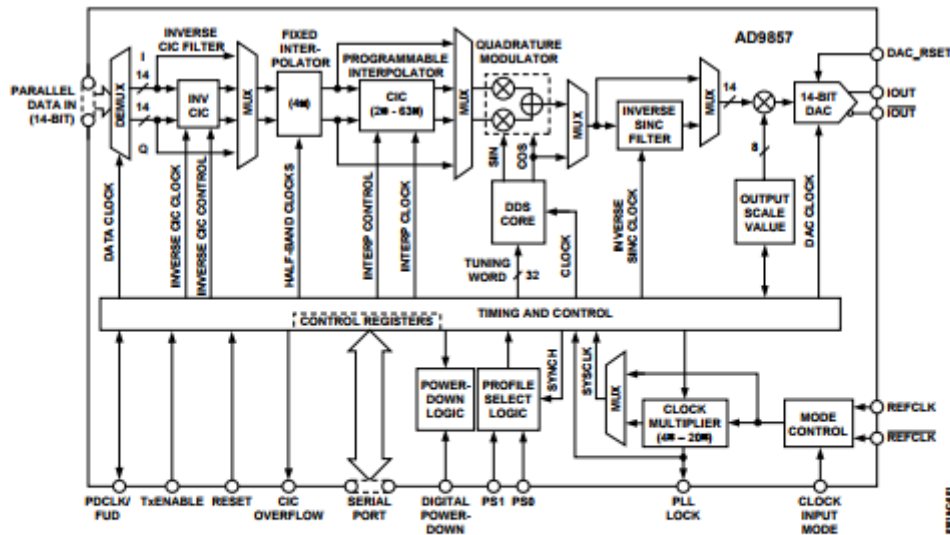 AD9857
INVERSE
CIC FILTER
FIXED
INTER-
POLATOR
PROGRAMMABLE
INTERPOLATOR
QUADRATURE
MODULATOR
DAC_RSET
PARALLEL
DATA IN
(14-BIT)
DEMUX
I
14
14
Q
INV
CIC
MUX
CIC
MUX
MUX
INVERSE
SINC
FILTER
MUX
14
14-BIT
DAC
IOUT
IOUT
SIN
COS
8
DDS
CORE
OUTPUT
SCALE
VALUE
DATA CLOCK
INVERSE CIC CLOCK
INVERSE CIC CONTROL
HALF-BAND CLOCKS
INTERP CONTROL
INTERP CLOCK
TUNING
WORD
32
CLOCK
INVERSE
SINC CLOCK
DAC CLOCK
TIMING AND CONTROL
CONTROL REGISTERS
POWER-
DOWN
LOGIC
PROFILE
SELECT
LOGIC
SYNCH
SYSCLK
MUX
CLOCK
MULTIPLIER
MODE
CONTROL
REFCLK
REFCLK
PDCLK/
FUD
TxENABLE
RESET
CIC
OVERFLOW
SERIAL
PORT
DIGITAL
POWER-
DOWN
PS1
PS0
PLL
LOCK
CLOCK
INPUT
MODE